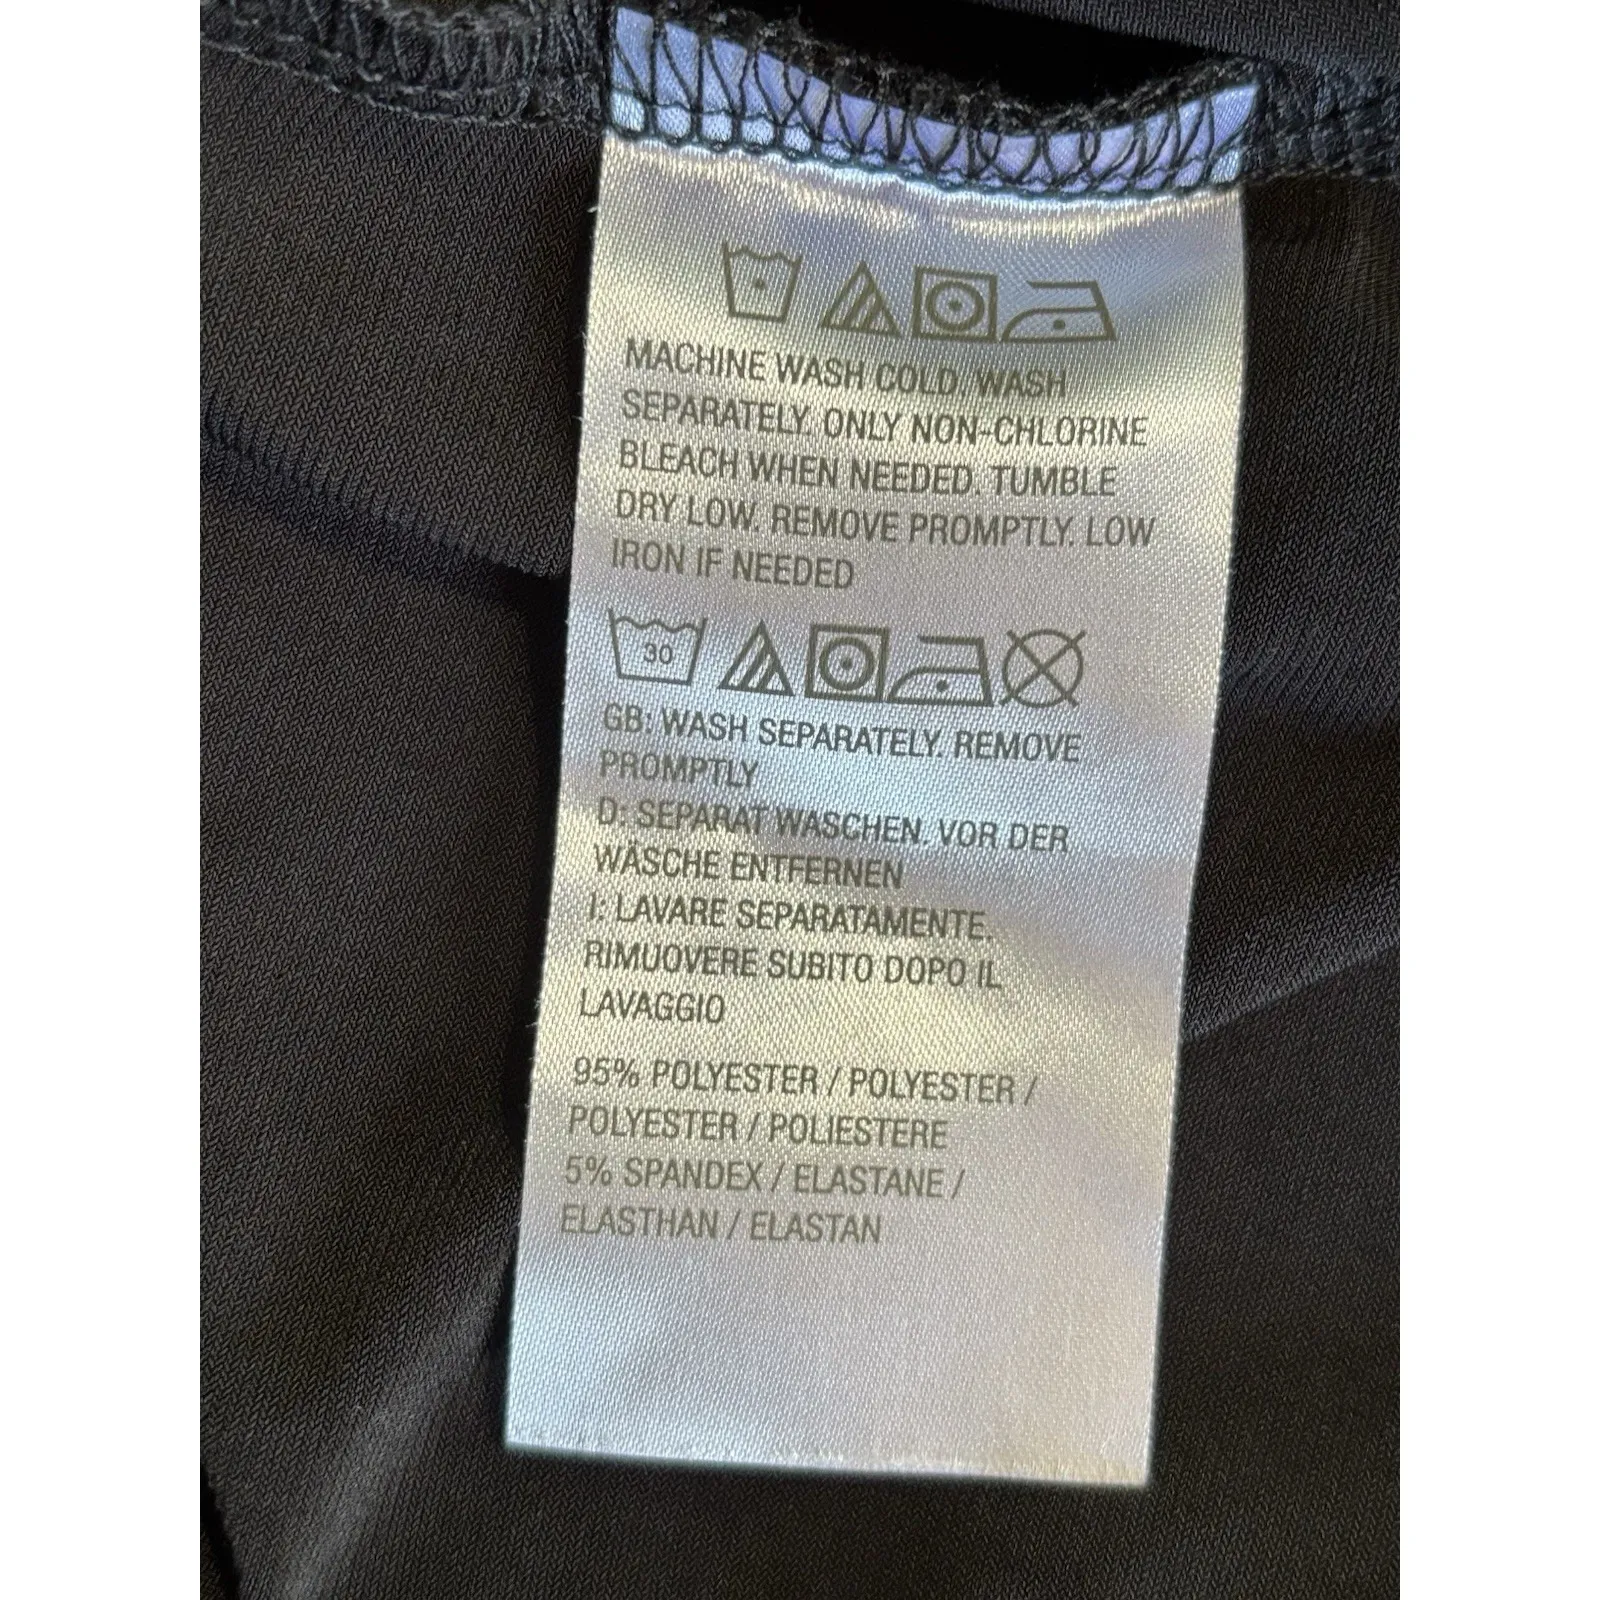 MACHINE WASH COLD. WASH
SEPARATELY. ONLY NON-CHLORINE
BLEACH WHEN NEEDED. TUMBLE
DRY LOW. REMOVE PROMPTLY. LOW
IRON IF NEEDED
30
GB: WASH SEPARATELY. REMOVE
PROMPTLY
D: SEPARAT WASCHEN. VOR DER
WÄSCHE ENTFERNEN
I: LAVARE SEPARATAMENTE.
RIMUOVERE SUBITO DOPO IL
LAVAGGIO
95% POLYESTER / POLYESTER /
POLYESTER / POLIESTERE
5% SPANDEX / ELASTANE /
ELASTHAN / ELASTAN